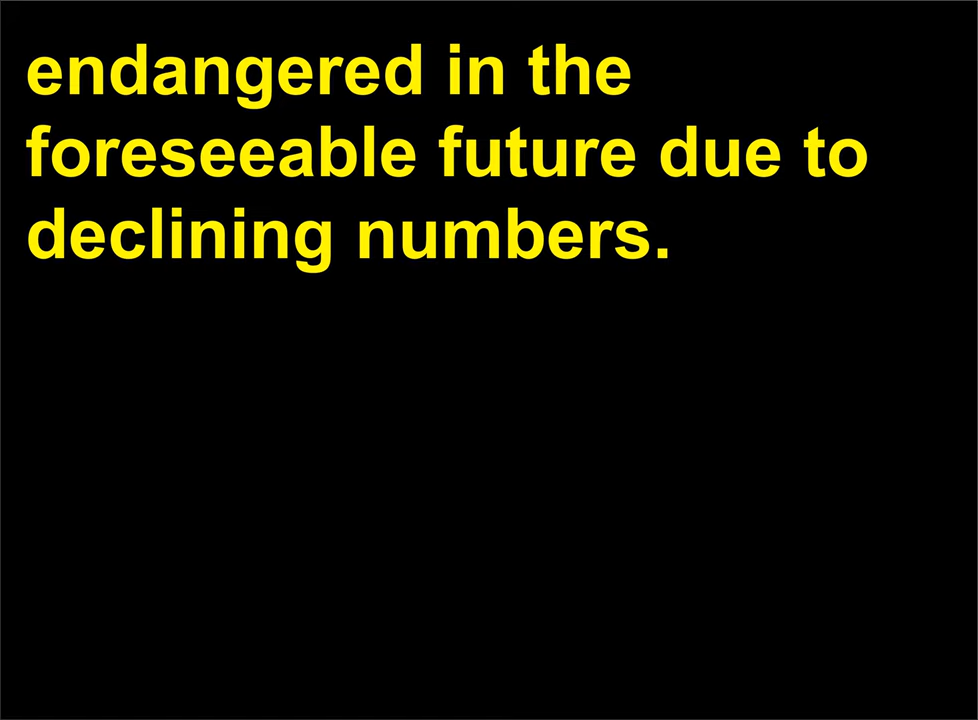 endangered in the
foreseeable future due to
declining numbers.